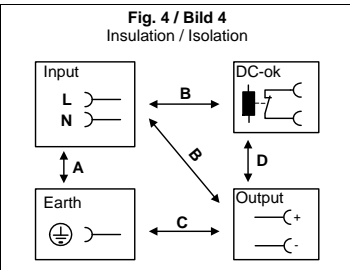 Fig. 4 / Bild 4
Insulation / Isolation
Input
DC-ok
L
N
B
A
B
D
Earth
Output
C
+
-